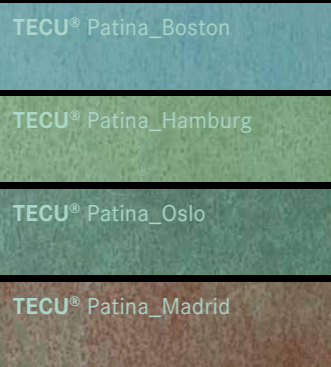 TECU® Patina_Boston
TECU® Patina_Hamburg
TECU® Patina_Oslo
TECU® Patina_Madrid